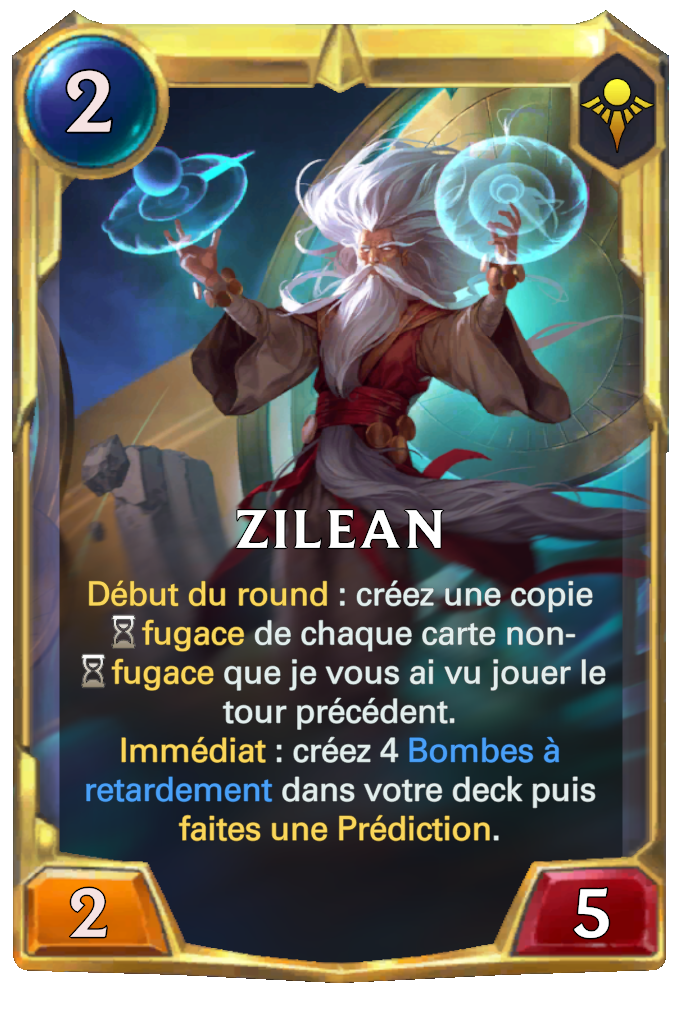 2
ZILEAN
Début du round : créez une copie
fugace de chaque carte non-
fugace que je vous ai vu jouer le
tour précédent.
Immédiat : créez 4 Bombes à
retardement dans votre deck puis
faites une Prédiction.
2
5